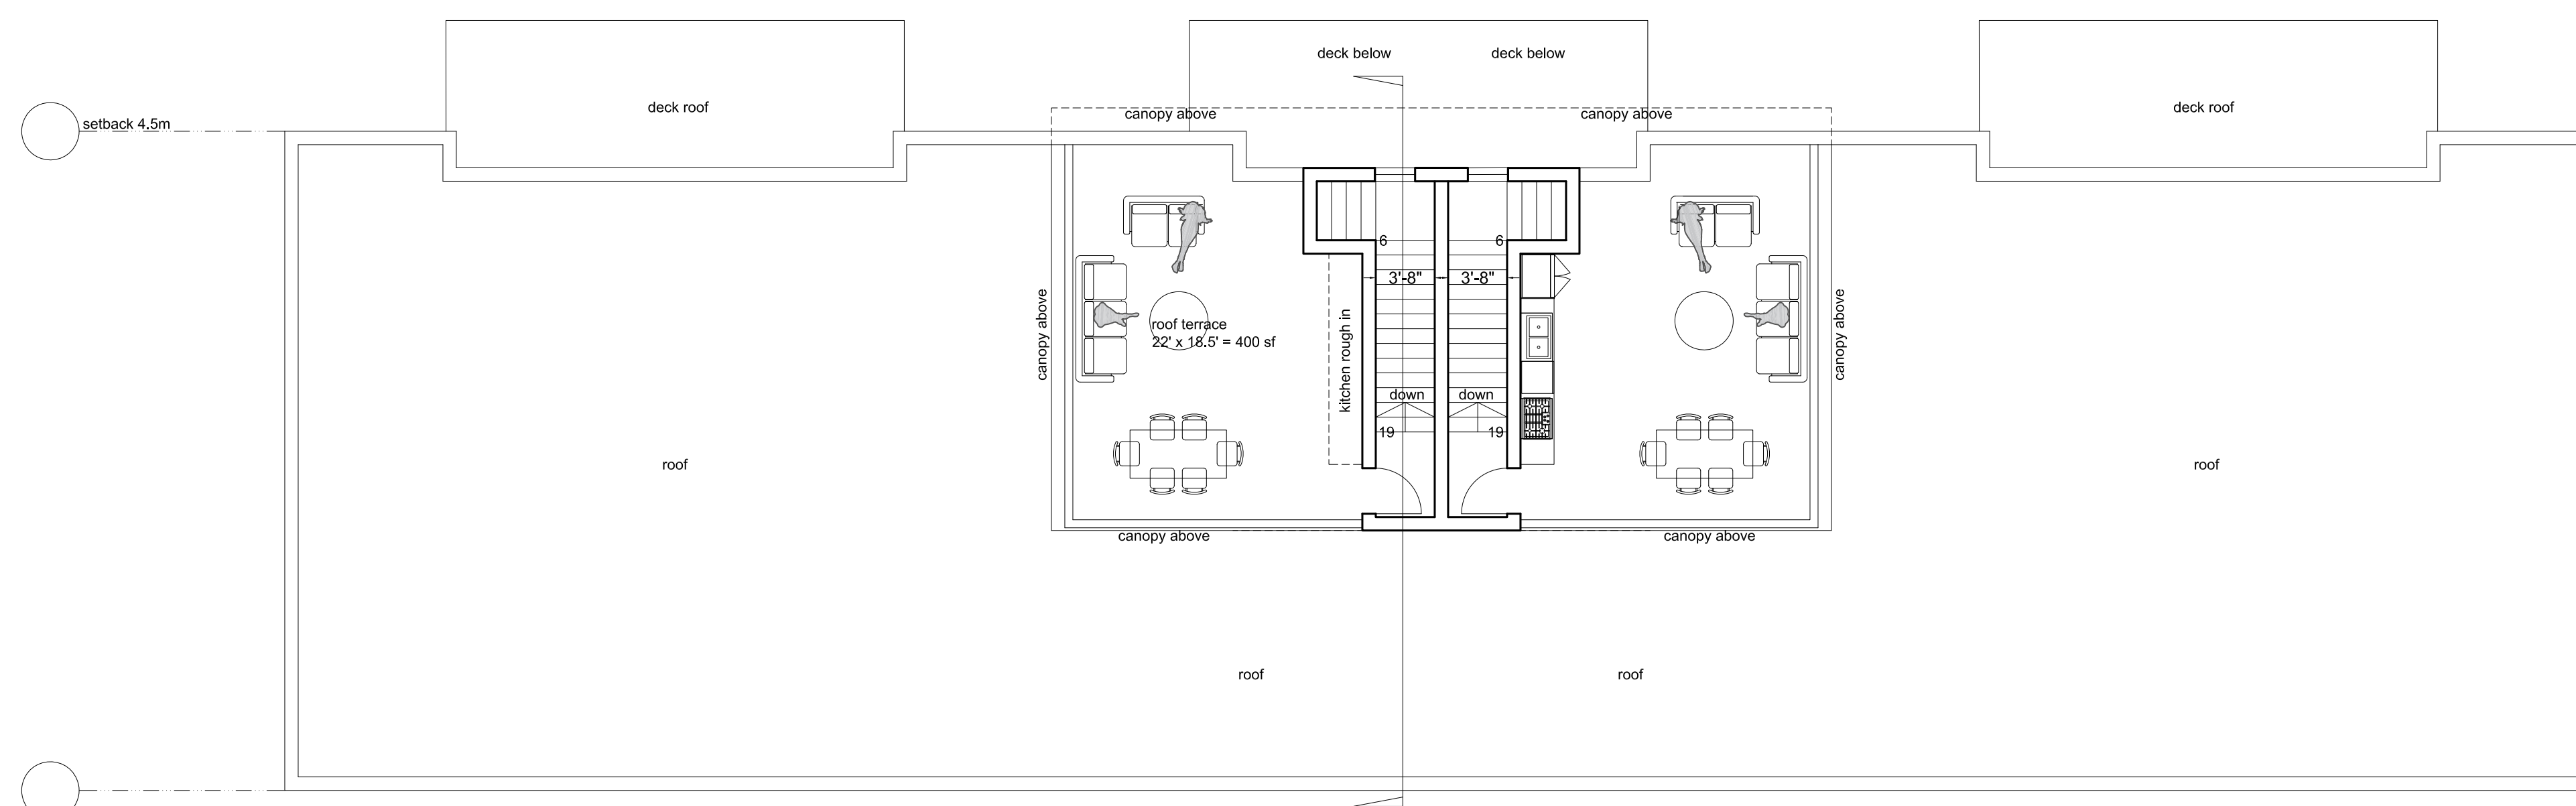 deck below
deck below
deck roof
deck roof
canopy above
canopy above
setback 4.5m
6
6
3'-8"
3'-8"
canopy above
roof terrace
22' x 18.5' = 400 sf
kitchen rough in
canopy above
down
down
19
19
roof
roof
canopy above
canopy above
roof
roof